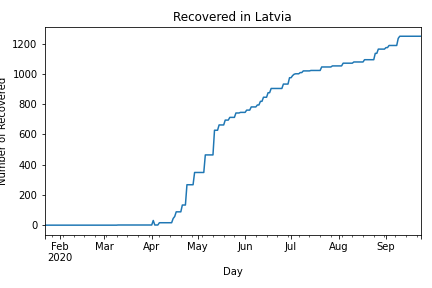 Recovered in Latvia
Number of Recovered
1200
1000
800
600
400
200
0
Feb Mar Apr May Jun Jul Aug Sep
2020
Day